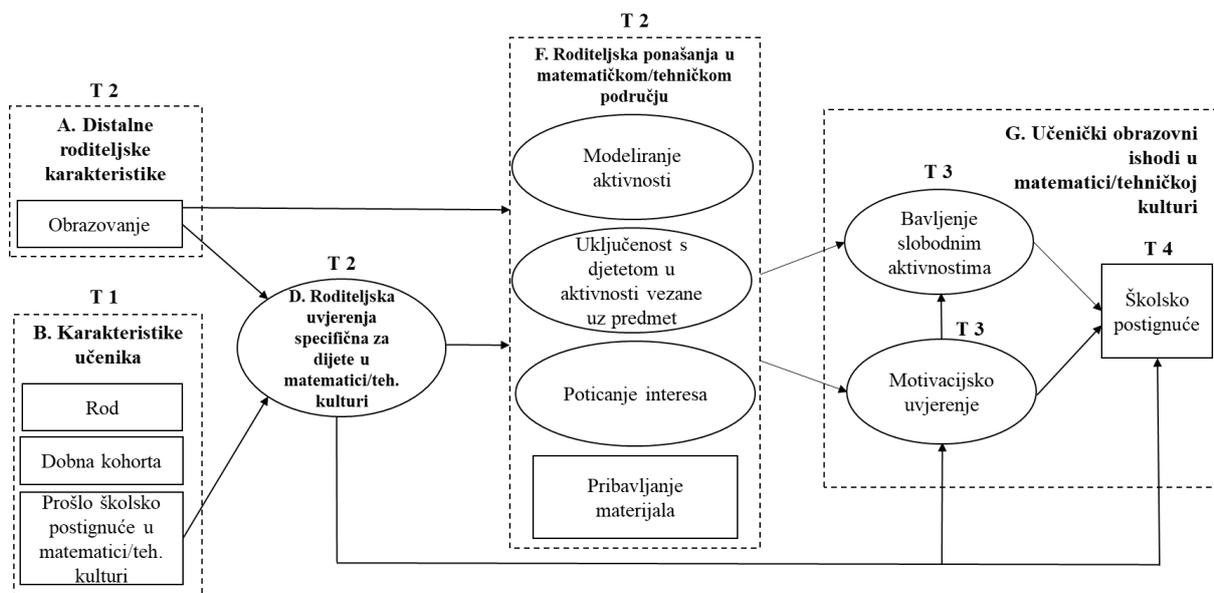 T 2
A. Distalne
roditeljske
karakteristike
Obrazovanje
T 1
B. Karakteristike
učenika
Rod
Dobna kohorta
Prošlo školsko
postignuće u
matematici/teh.
kulturi
T 2
D. Roditeljska
uvjerenja
specifična za
dijete u
matematici/teh.
kulturi
T 2
F. Roditeljska ponašanja u
matematičkom/tehničkom
području
Modeliranje
aktivnosti
Uključenost s
djetetom u
aktivnosti vezane
uz predmet
Poticanje interesa
Pribavljanje
materijala
G. Učenički obrazovni
ishodi u
matematici/tehničkoj
kulturi
T 3
Bavljenje
slobodnim
aktivnostima
T 3
Motivacijsko
uvjerenje
T 4
Školsko
postignuće